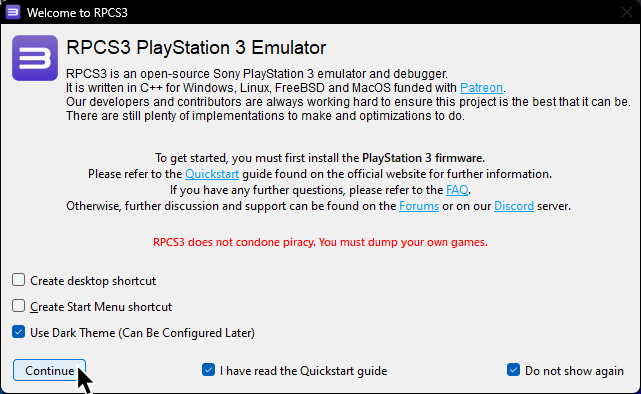 Welcome to RPCS3
RPCS3 PlayStation 3 Emulator
RPCS3 is an open-source Sony PlayStation 3 emulator and debugger.
It is written in C++ for Windows, Linux, FreeBSD and MacOS funded with Patreon.
Our developers and contributors are always working hard to ensure this project is the best that it can be.
There are still plenty of implementations to make and optimizations to do.
To get started, you must first install the PlayStation 3 firmware.
Please refer to the Quickstart guide found on the official website for further information.
If you have any further questions, please refer to the FAQ.
Otherwise, further discussion and support can be found on the Forums or on our Discord server.
RPCS3 does not condone piracy. You must dump your own games.
Create desktop shortcut
Create Start Menu shortcut
Use Dark Theme (Can Be Configured Later)
Continue I have read the Quickstart guide Do not show again